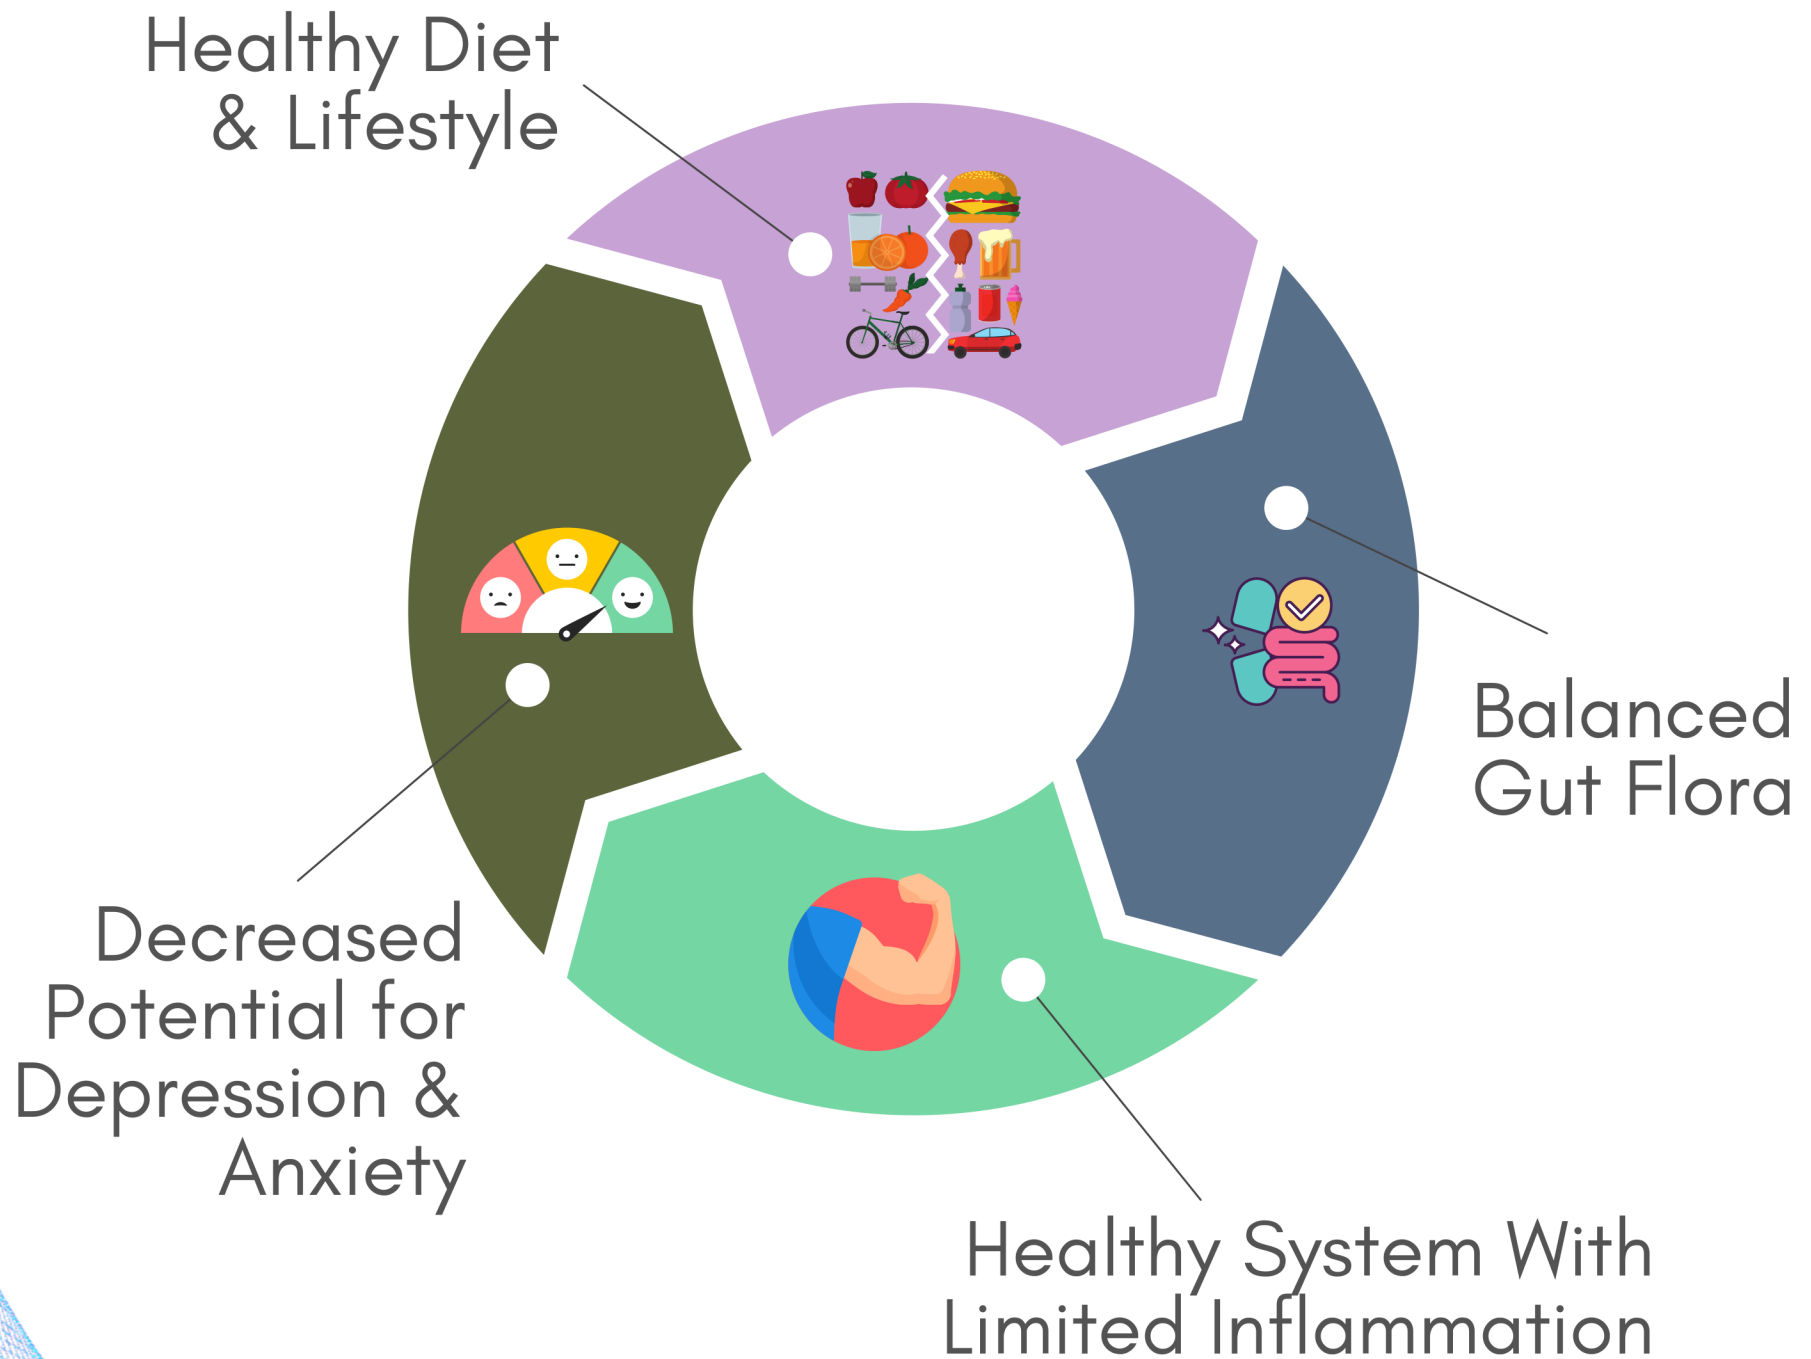 Healthy Diet
& Lifestyle
Balanced
Gut Flora
Decreased
Potential for
Depression &
Anxiety
Healthy System With
Limited Inflammation